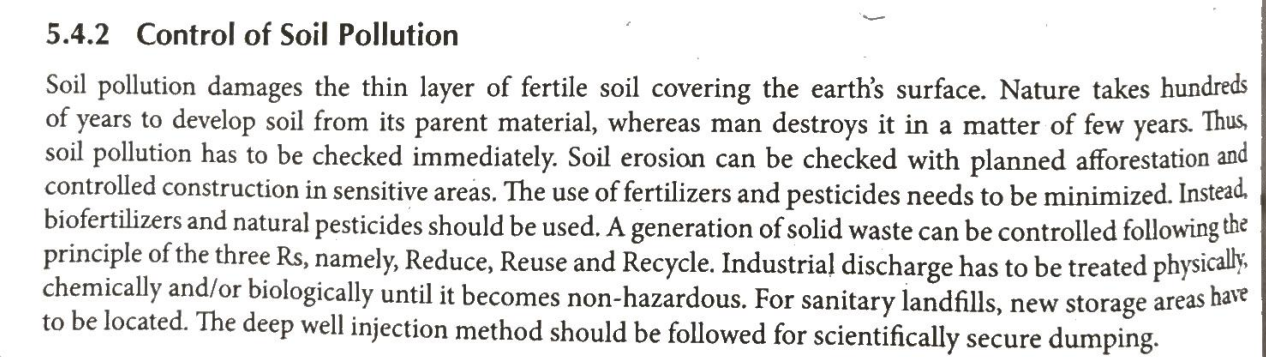 5.4.2 Control of Soil Pollution
Soil pollution damages the thin layer of fertile soil covering the earth's surface. Nature takes hundreds
of years to develop soil from its parent material, whereas man destroys it in a matter of few years. Thus,
soil pollution has to be checked immediately. Soil erosion can be checked with planned afforestation and
controlled construction in sensitive areas. The use of fertilizers and pesticides needs to be minimized. Instead,
biofertilizers and natural pesticides should be used. A generation of solid waste can be controlled following the
principle of the three Rs, namely, Reduce, Reuse and Recycle. Industrial discharge has to be treated physically,
chemically and/or biologically until it becomes non-hazardous. For sanitary landfills, new storage areas have
to be located. The deep well injection method should be followed for scientifically secure dumping.